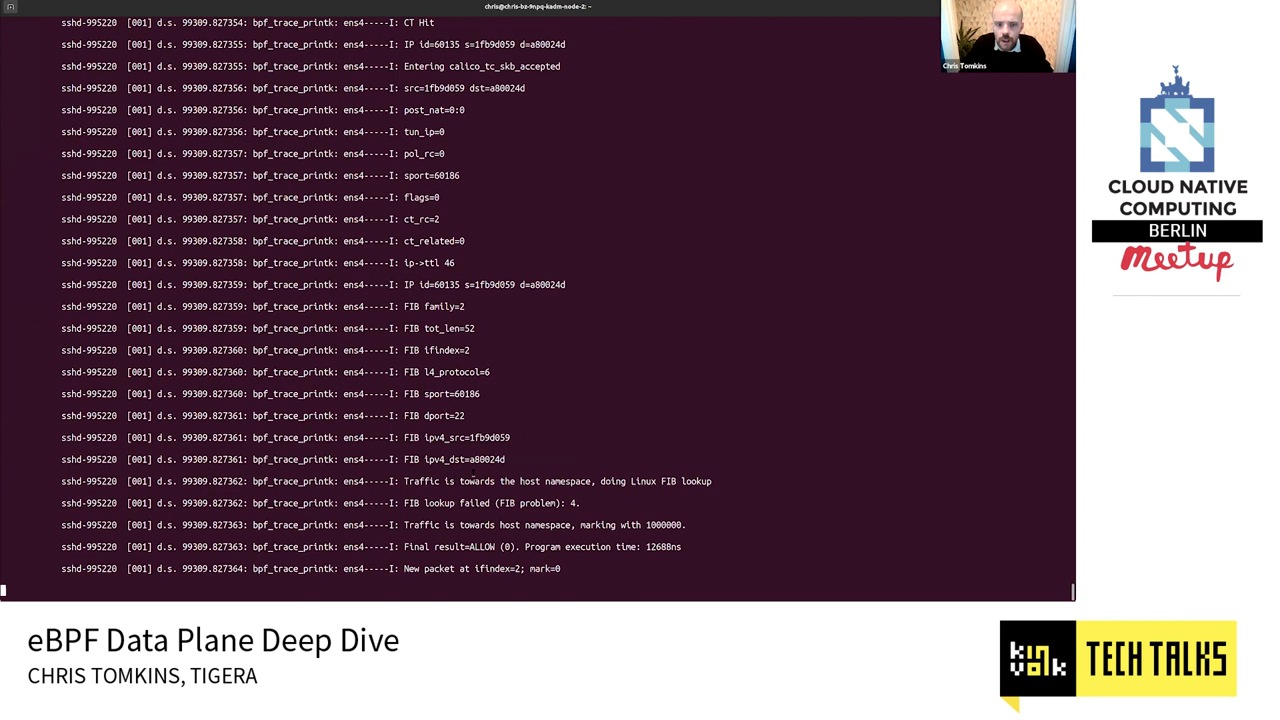 chris@chris-bz-9npq-kadm-node-2: ~
sshd-995220 [001] d.s. 99309.827354: bpf_trace_printk: ens4-----I: CT Hit
sshd-995220 [001] d.s. 99309.827355: bpf_trace_printk: ens4-----I: IP id=60135 s=1fb9d059 d=a80024d
sshd-995220 [001] d.s. 99309.827355: bpf_trace_printk: ens4-----I: Entering calico_tc_skb_accepted
sshd-995220 [001] d.s. 99309.827356: bpf_trace_printk: ens4-----I: src=1fb9d059 dst=a80024d
sshd-995220 [001] d.s. 99309.827356: bpf_trace_printk: ens4-----I: post_nat=0:0
sshd-995220 [001] d.s. 99309.827356: bpf_trace_printk: ens4-----I: tun_ip=0
sshd-995220 [001] d.s. 99309.827357: bpf_trace_printk: ens4-----I: pol_rc=0
sshd-995220 [001] d.s. 99309.827357: bpf_trace_printk: ens4-----I: sport=60186
sshd-995220 [001] d.s. 99309.827357: bpf_trace_printk: ens4-----I: flags=0
sshd-995220 [001] d.s. 99309.827357: bpf_trace_printk: ens4-----I: ct_rc=2
sshd-995220 [001] d.s. 99309.827358: bpf_trace_printk: ens4-----I: ct_related=0
sshd-995220 [001] d.s. 99309.827358: bpf_trace_printk: ens4-----I: ip->ttl 46
sshd-995220 [001] d.s. 99309.827359: bpf_trace_printk: ens4-----I: IP id=60135 s=1fb9d059 d=a80024d
sshd-995220 [001] d.s. 99309.827359: bpf_trace_printk: ens4-----I: FIB family=2
sshd-995220 [001] d.s. 99309.827359: bpf_trace_printk: ens4-----I: FIB tot_len=52
sshd-995220 [001] d.s. 99309.827360: bpf_trace_printk: ens4-----I: FIB ifindex=2
sshd-995220 [001] d.s. 99309.827360: bpf_trace_printk: ens4-----I: FIB l4_protocol=6
sshd-995220 [001] d.s. 99309.827360: bpf_trace_printk: ens4-----I: FIB sport=60186
sshd-995220 [001] d.s. 99309.827361: bpf_trace_printk: ens4-----I: FIB dport=22
sshd-995220 [001] d.s. 99309.827361: bpf_trace_printk: ens4-----I: FIB ipv4_src=1fb9d059
sshd-995220 [001] d.s. 99309.827361: bpf_trace_printk: ens4-----I: FIB ipv4_dst=a80024d
sshd-995220 [001] d.s. 99309.827362: bpf_trace_printk: ens4-----I: Traffic is towards the host namespace, doing Linux FIB lookup
sshd-995220 [001] d.s. 99309.827362: bpf_trace_printk: ens4-----I: FIB lookup failed (FIB problem): 4.
sshd-995220 [001] d.s. 99309.827363: bpf_trace_printk: ens4-----I: Traffic is towards host namespace, marking with 1000000.
sshd-995220 [001] d.s. 99309.827363: bpf_trace_printk: ens4-----I: Final result=ALLOW (0). Program execution time: 12688ns
sshd-995220 [001] d.s. 99309.827364: bpf_trace_printk: ens4-----I: New packet at ifindex=2; mark=0
Chris Tomkins
CLOUD NATIVE
COMPUTING
BERLIN
meetup
eBPF Data Plane Deep Dive
CHRIS TOMKINS, TIGERA
kinvolk
TECH TALKS